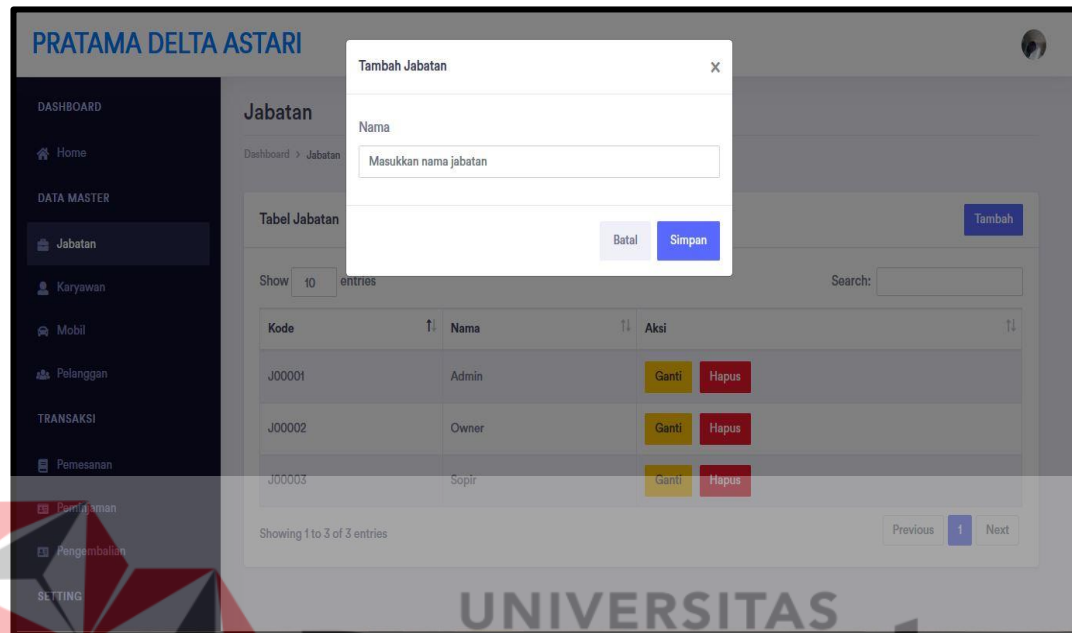 PRATAMA DELTA ASTARI
Tambah Jabatan
X
Nama
Masukkan nama jabatan
Batal
Simpan
DASHBOARD
Home
DATA MASTER
Jabatan
Karyawan
Mobil
Pelanggan
TRANSAKSI
Pemesanan
Peminjaman
Pengembalian
SETTING
Jabatan
Dashboard > Jabatan
Tabel Jabatan
Tambah
Show 10 entries
Search:
Kode Nama Aksi
J00001 Admin Ganti Hapus
J00002 Owner Ganti Hapus
J00003 Sopir Ganti Hapus
Showing 1 to 3 of 3 entries
Previous 1 Next
UNIVERSITAS